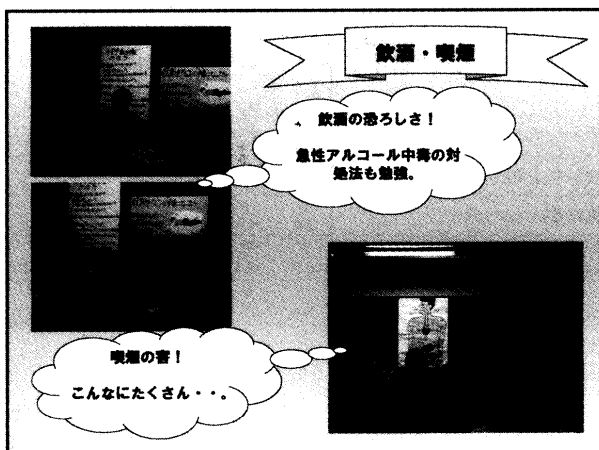 飲酒・喫煙
飲酒の恐ろしさ！
急性アルコール中毒の対
処法も勉強。
喫煙の害！
こんなにたくさん・・。